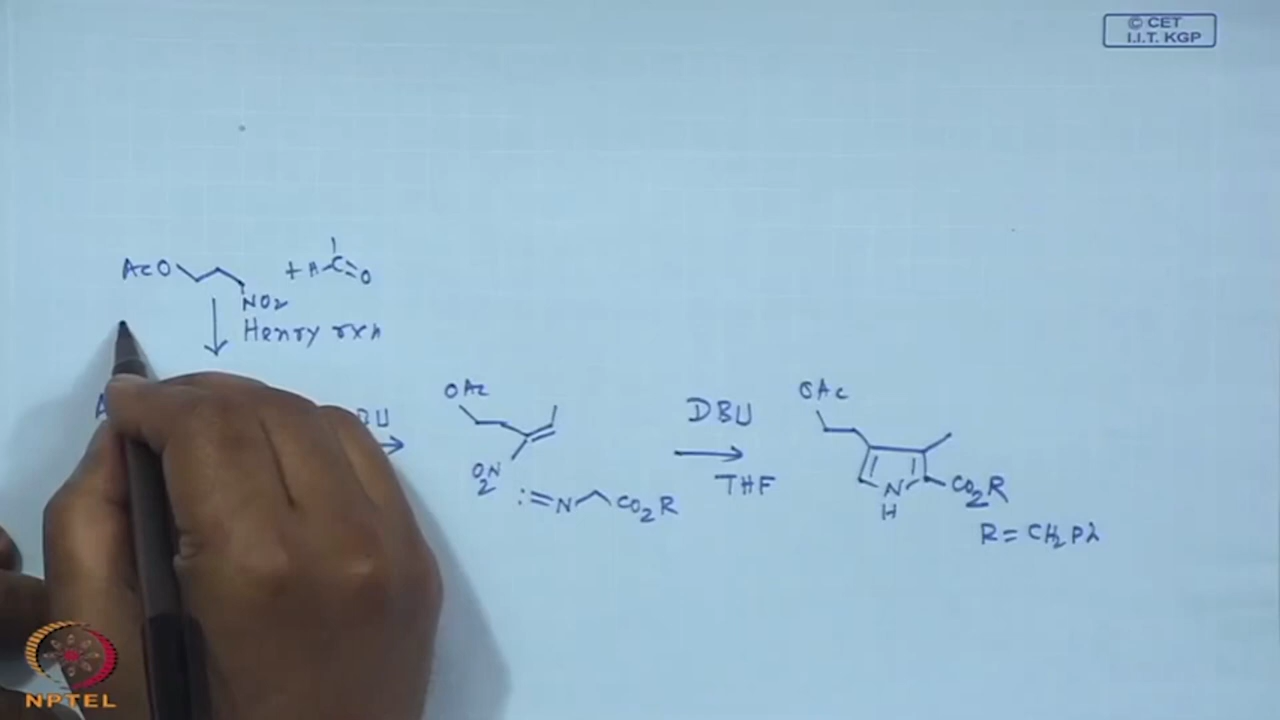 © CET
I.I.T. KGP
AcO
+ H-C=O
NO2
Henry rxn
OAc
O2N
:=N
CO2R
DBU
THF
OAc
N
H
CO2R
R = CH2Ph
NPTEL